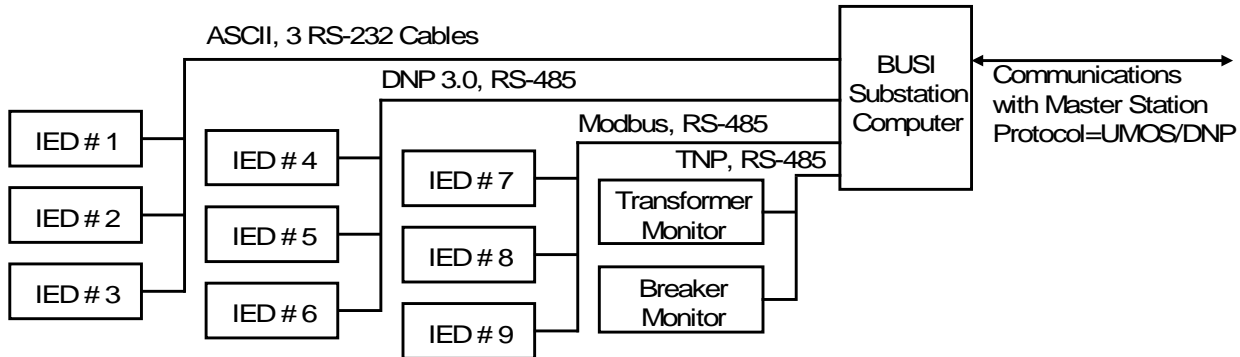 ASCII, 3 RS-232 Cables
DNP 3.0, RS-485
Modbus, RS-485
TNP, RS-485
BUSI
Substation
Computer
Communications
with Master Station
Protocol=UMOS/DNP
IED # 1
IED # 2
IED # 3
IED # 4
IED # 5
IED # 6
IED # 7
IED # 8
IED # 9
Transformer
Monitor
Breaker
Monitor